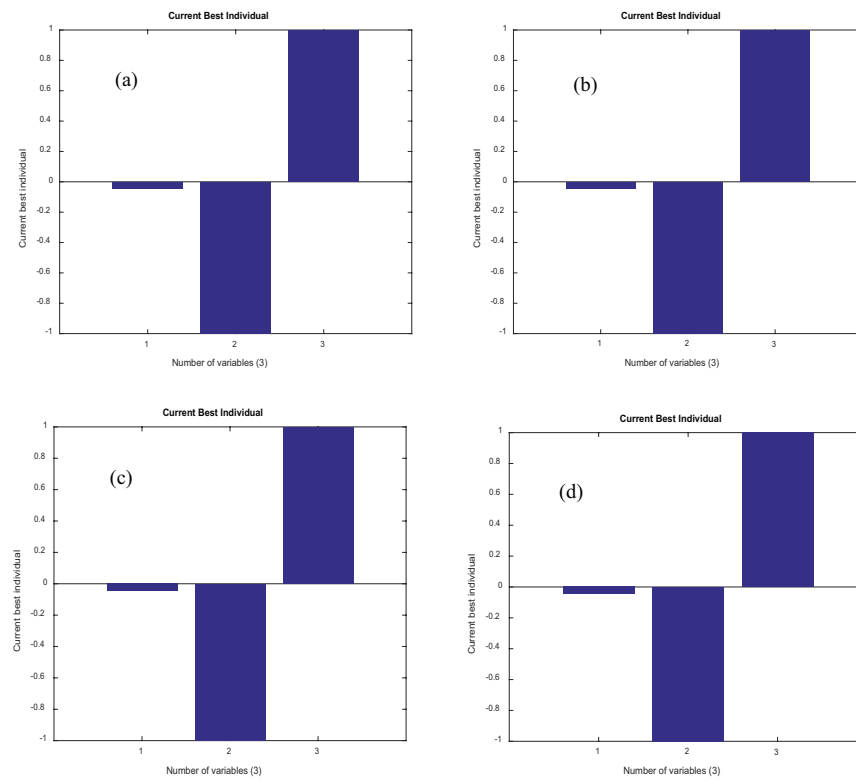 Current Best Individual
(a)
Current best individual
1
0.8
0.6
0.4
0.2
0
-0.2
-0.4
-0.6
-0.8
-1
1 2 3
Number of variables (3)
Current Best Individual
(b)
Current best individual
1
0.8
0.6
0.4
0.2
0
-0.2
-0.4
-0.6
-0.8
-1
1 2 3
Number of variables (3)
Current Best Individual
(c)
Current best individual
1
0.8
0.6
0.4
0.2
0
-0.2
-0.4
-0.6
-0.8
-1
1 2 3
Number of variables (3)
Current Best Individual
(d)
Current best individual
1
0.8
0.6
0.4
0.2
0
-0.2
-0.4
-0.6
-0.8
-1
1 2 3
Number of variables (3)